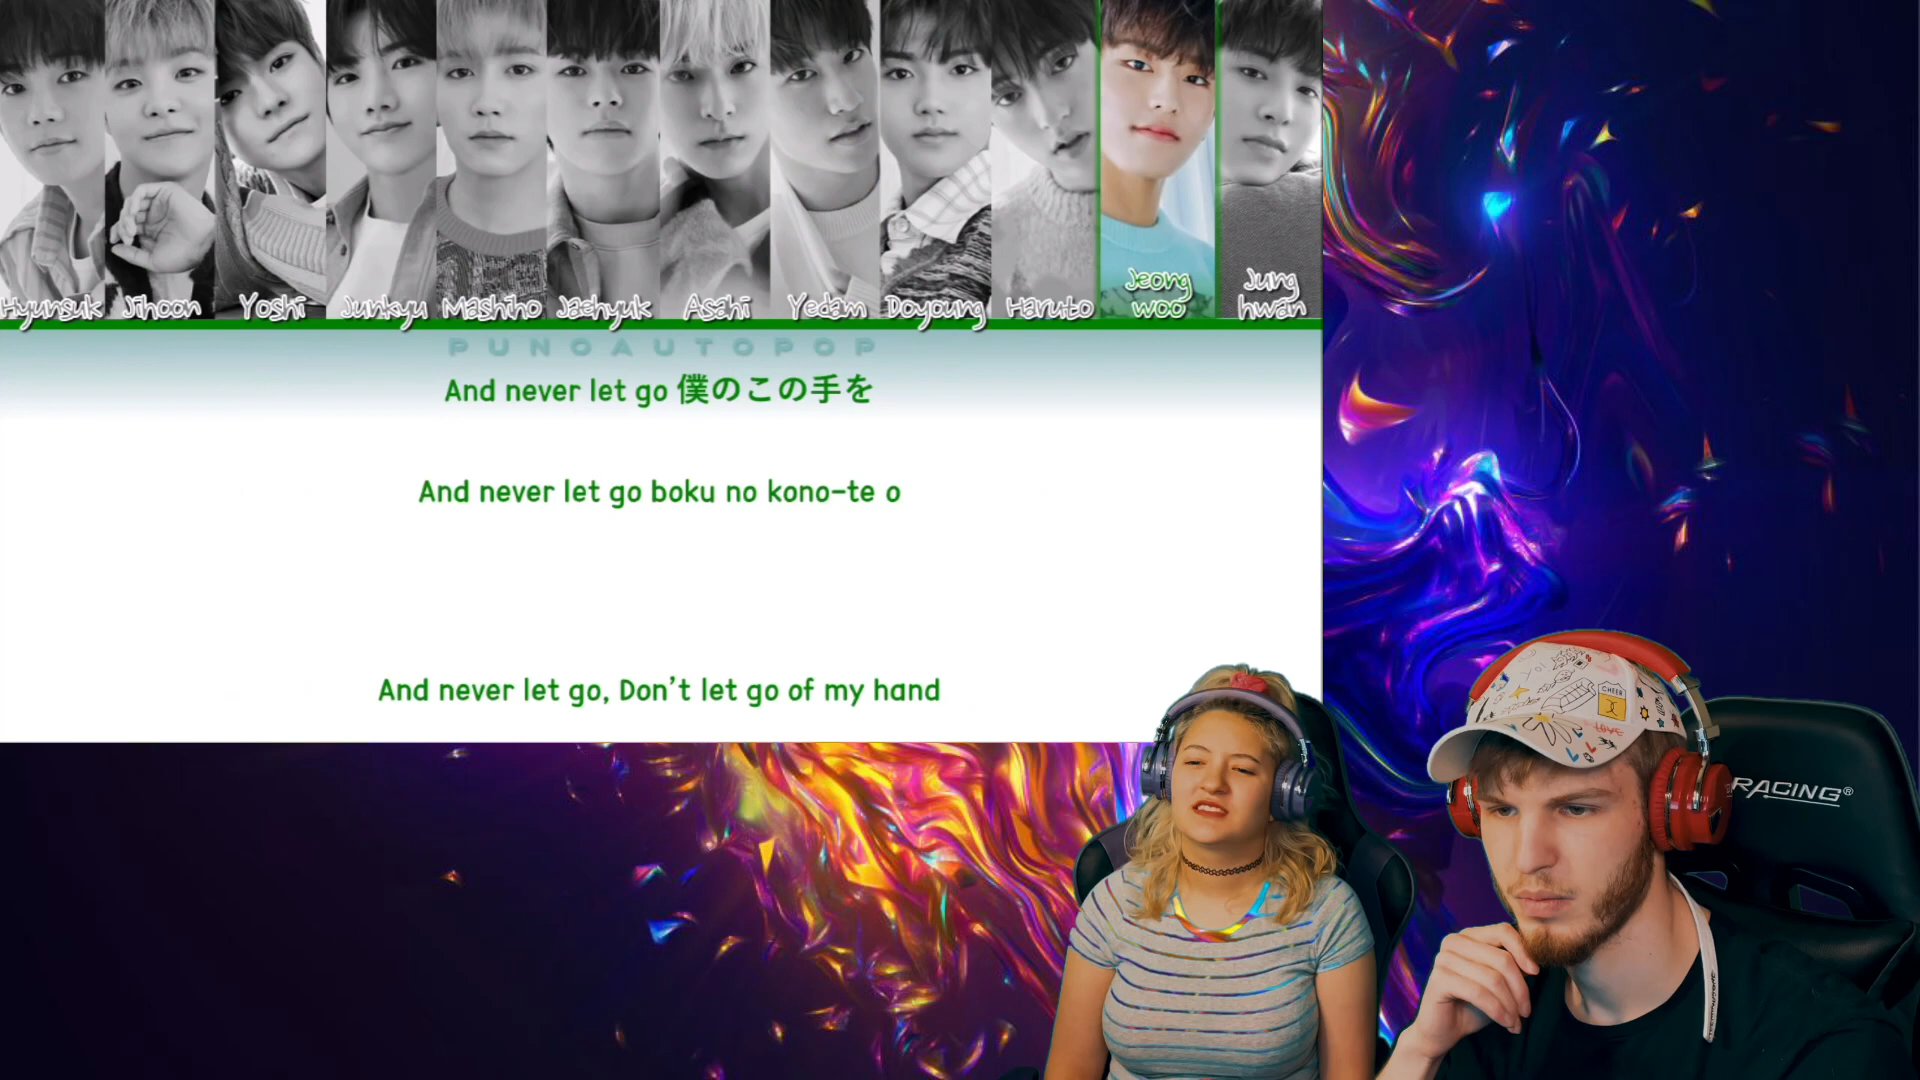 Hyunsuk Jihoon Yoshi Junkyu Mashiho Jaehyuk Asahi Yedam Doyoung Haruto Jeong woo Jung hwan
PUNOAUTOPOP
And never let go 僕のこの手を
And never let go boku no kono-te o
And never let go, Don't let go of my hand
CHEER
LOVE
RACING®